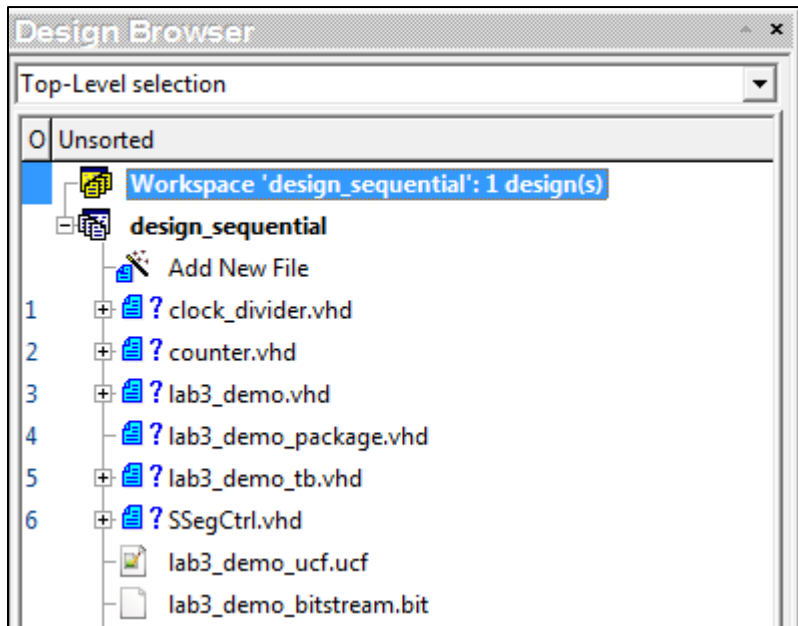 Design Browser
Top-Level selection
O Unsorted
Workspace 'design_sequential': 1 design(s)
design_sequential
Add New File
1 ? clock_divider.vhd
2 ? counter.vhd
3 ? lab3_demo.vhd
4 ? lab3_demo_package.vhd
5 ? lab3_demo_tb.vhd
6 ? SSegCtrl.vhd
lab3_demo_ucf.ucf
lab3_demo_bitstream.bit